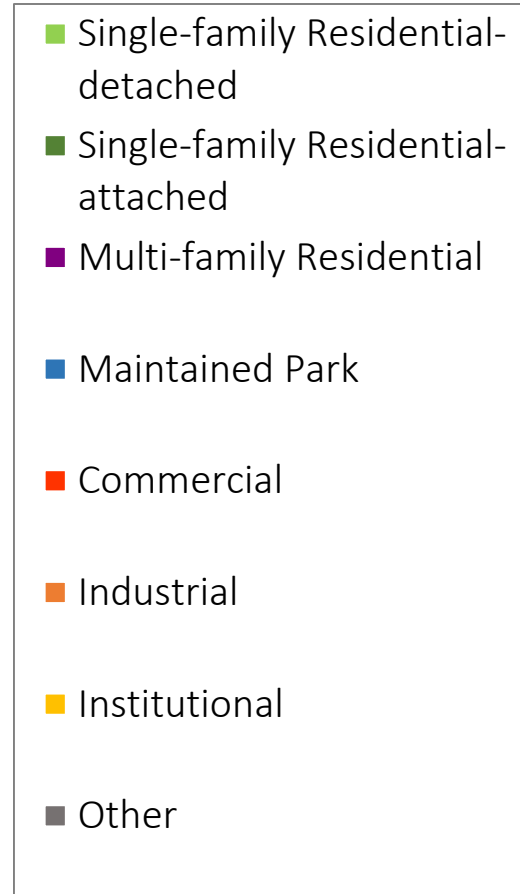 Single-family Residential-
detached
Single-family Residential-
attached
Multi-family Residential
Maintained Park
Commercial
Industrial
Institutional
Other